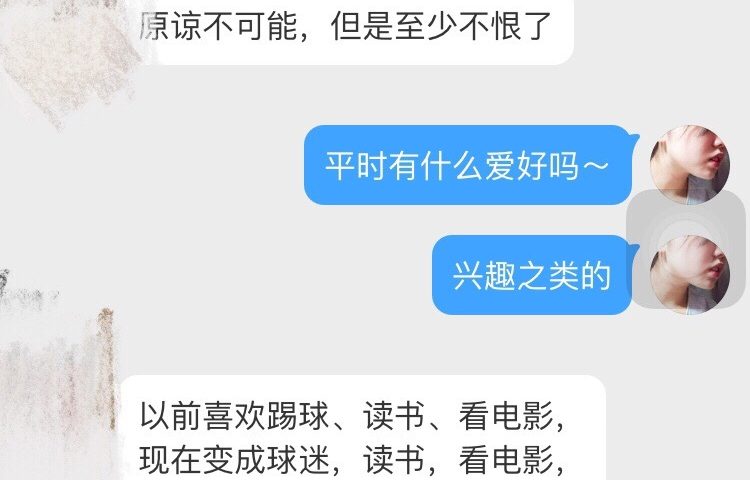 原谅不可能，但是至少不恨了
平时有什么爱好吗～
兴趣之类的
以前喜欢踢球、读书、看电影，
现在变成球迷，读书，看电影，